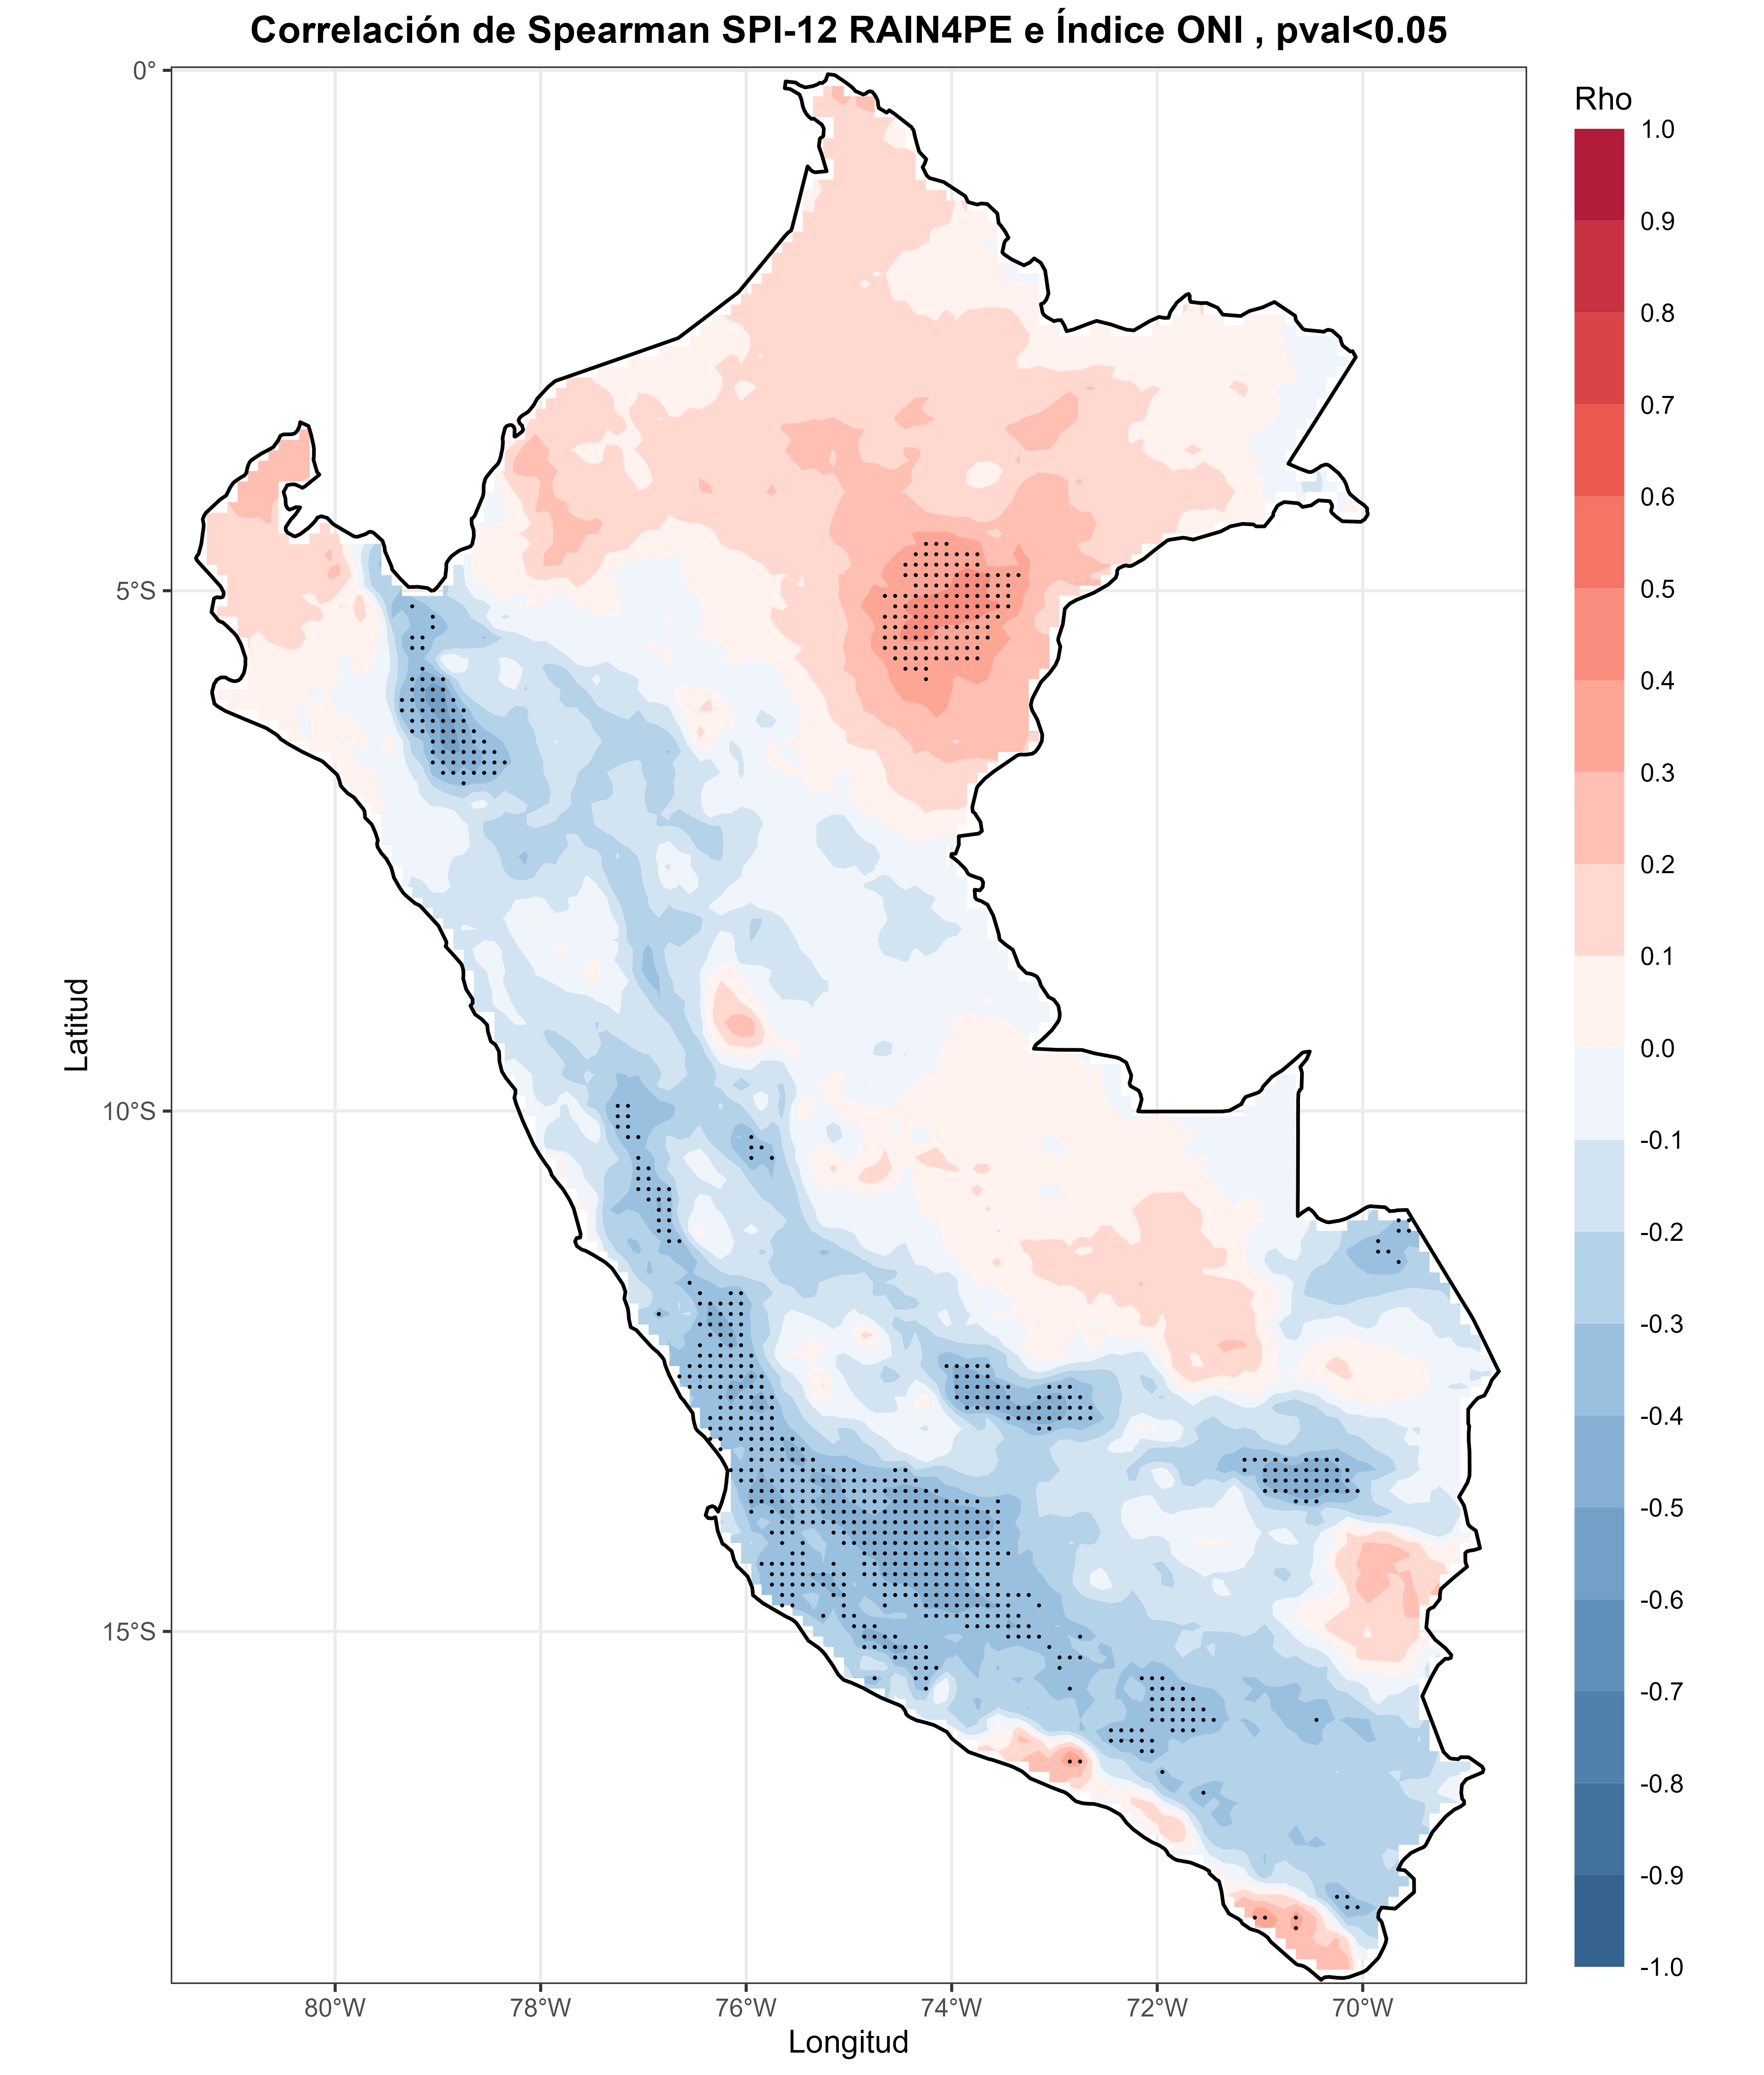 Correlación de Spearman SPI-12 RAIN4PE e Índice ONI , pval<0.05
Rho
1.0
0.9
0.8
0.7
0.6
0.5
0.4
0.3
0.2
0.1
0.0
-0.1
-0.2
-0.3
-0.4
-0.5
-0.6
-0.7
-0.8
-0.9
-1.0
Latitud
0°
5°S
10°S
15°S
80°W 78°W 76°W 74°W 72°W 70°W
Longitud